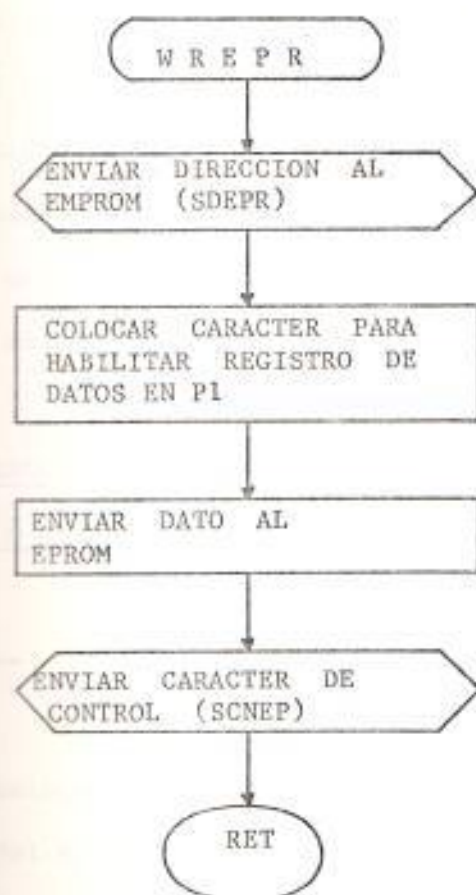 W R E P R
ENVIAR DIRECCION AL
EMPROM (SDEPR)
COLOCAR CARACTER PARA
HABILITAR REGISTRO DE
DATOS EN P1
ENVIAR DATO AL
EPROM
ENVIAR CARACTER DE
CONTROL (SCNEP)
RET